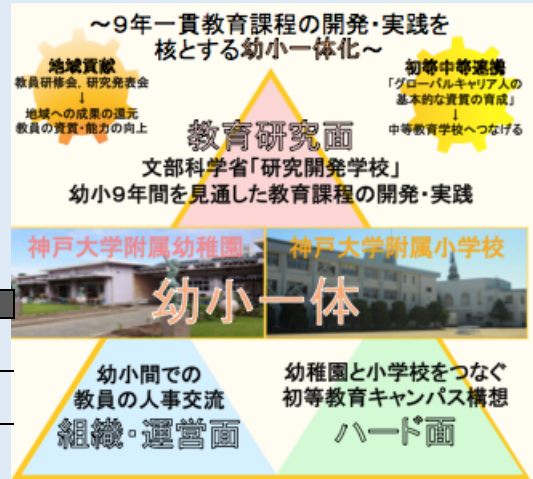 ～９年一貫教育課程の開発・実践を
核とする幼小一体化～
地域貢献
教員研修会，研究発表会
↓
地域への成果の還元
教員の資質・能力の向上
初等中等連携
「グローバルキャリア人の
基本的な資質の育成」
↓
中等教育学校へつなげる
教育研究面
文部科学省「研究開発学校」
幼小９年間を見通した教育課程の開発・実践
神戸大学附属幼稚園
神戸大学附属小学校
幼小一体
幼小間での
教員の人事交流
組織・運営面
幼稚園と小学校をつなぐ
初等教育キャンパス構想
ハード面